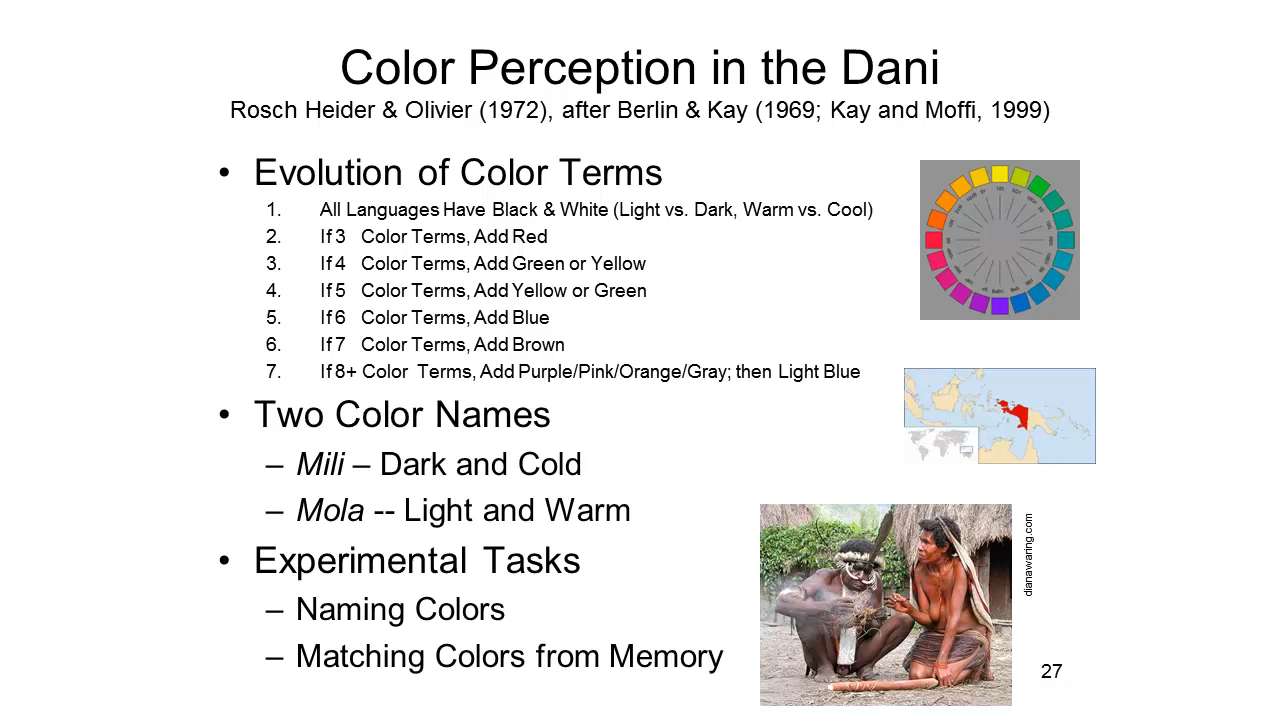 Color Perception in the Dani
Rosch Heider & Olivier (1972), after Berlin & Kay (1969; Kay and Moffi, 1999)
• Evolution of Color Terms
1. All Languages Have Black & White (Light vs. Dark, Warm vs. Cool)
2. If 3 Color Terms, Add Red
3. If 4 Color Terms, Add Green or Yellow
4. If 5 Color Terms, Add Yellow or Green
5. If 6 Color Terms, Add Blue
6. If 7 Color Terms, Add Brown
7. If 8+ Color Terms, Add Purple/Pink/Orange/Gray; then Light Blue
• Two Color Names
– Mili – Dark and Cold
– Mola -- Light and Warm
• Experimental Tasks
– Naming Colors
– Matching Colors from Memory
dianawaring.com
27